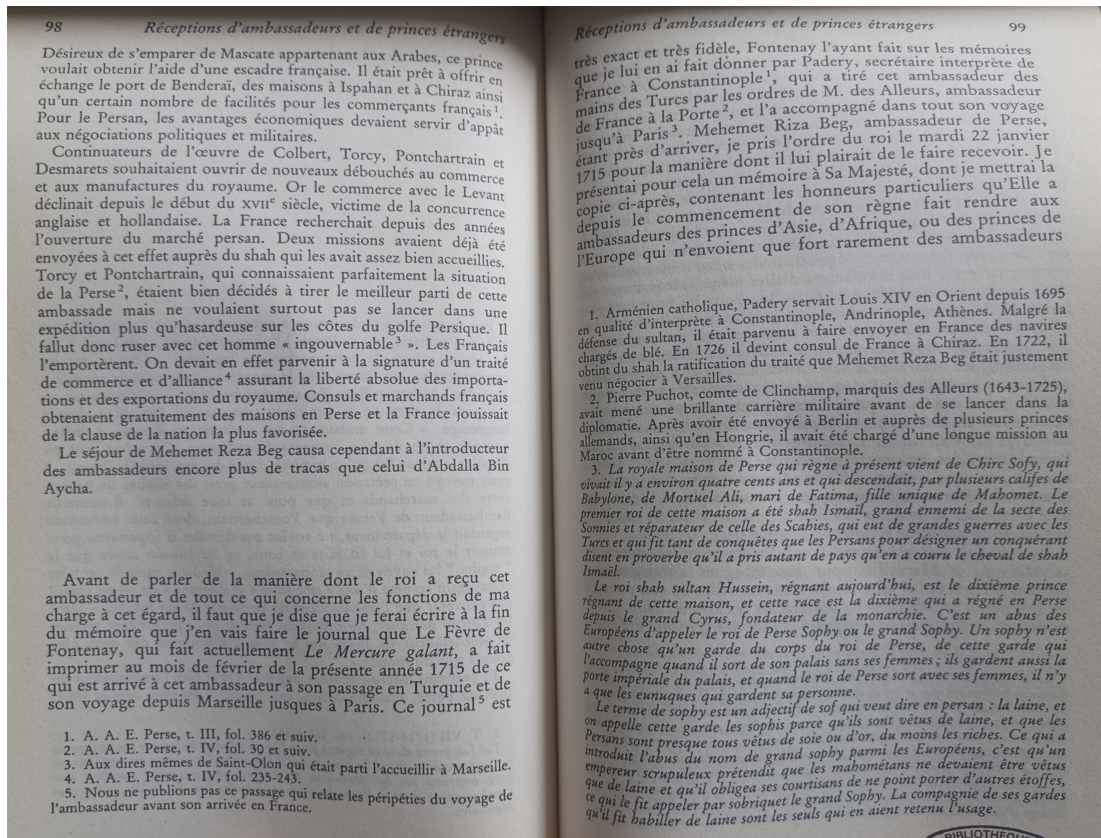 98 Réceptions d'ambassadeurs et de princes étrangers
Désireux de s'emparer de Mascate appartenant aux Arabes, ce prince
voulait obtenir l'aide d'une escadre française. Il était prêt à offrir en
échange le port de Benderaï, des maisons à Ispahan et à Chiraz ainsi
qu'un certain nombre de facilités pour les commerçants français¹.
Pour le Persan, les avantages économiques devaient servir d'appât
aux négociations politiques et militaires.
Continuateurs de l'œuvre de Colbert, Torcy, Pontchartrain et
Desmarets souhaitaient ouvrir de nouveaux débouchés au commerce
et aux manufactures du royaume. Or le commerce avec le Levant
déclinait depuis le début du XVIIe siècle, victime de la concurrence
anglaise et hollandaise. La France recherchait depuis des années
l'ouverture du marché persan. Deux missions avaient déjà été
envoyées à cet effet auprès du shah qui les avait assez bien accueillies.
Torcy et Pontchartrain, qui connaissaient parfaitement la situation
de la Perse², étaient bien décidés à tirer le meilleur parti de cette
ambassade mais ne voulaient surtout pas se lancer dans une
expédition plus qu'hasardeuse sur les côtes du golfe Persique. Il
fallut donc ruser avec cet homme « ingouvernable³ ». Les Français
l'emportèrent. On devait en effet parvenir à la signature d'un traité
de commerce et d'alliance⁴ assurant la liberté absolue des importa-
tions et des exportations du royaume. Consuls et marchands français
obtenaient gratuitement des maisons en Perse et la France jouissait
de la clause de la nation la plus favorisée.
Le séjour de Mehemet Reza Beg causa cependant à l'introducteur
des ambassadeurs encore plus de tracas que celui d'Abdalla Bin
Aycha.
Avant de parler de la manière dont le roi a reçu cet
ambassadeur et de tout ce qui concerne les fonctions de ma
charge à cet égard, il faut que je dise que je ferai écrire à la fin
du mémoire que j'en vais faire le journal que Le Fèvre de
Fontenay, qui fait actuellement Le Mercure galant, a fait
imprimer au mois de février de la présente année 1715 de ce
qui est arrivé à cet ambassadeur à son passage en Turquie et de
son voyage depuis Marseille jusques à Paris. Ce journal⁵ est
1. A. A. E. Perse, t. III, fol. 386 et suiv.
2. A. A. E. Perse, t. IV, fol. 30 et suiv.
3. Aux dires mêmes de Saint-Olon qui était parti l'accueillir à Marseille.
4. A. A. E. Perse, t. IV, fol. 235-243.
5. Nous ne publions pas ce passage qui relate les péripéties du voyage de
l'ambassadeur avant son arrivée en France.
Réceptions d'ambassadeurs et de princes étrangers 99
très exact et très fidèle, Fontenay l'ayant fait sur les mémoires
que je lui en ai fait donner par Padery, secrétaire interprète de
France à Constantinople¹, qui a tiré cet ambassadeur des
mains des Turcs par les ordres de M. des Alleurs, ambassadeur
de France à la Porte², et l'a accompagné dans tout son voyage
jusqu'à Paris³. Mehemet Riza Beg, ambassadeur de Perse,
étant près d'arriver, je pris l'ordre du roi le mardi 22 janvier
1715 pour la manière dont il lui plairait de le faire recevoir. Je
présentai pour cela un mémoire à Sa Majesté, dont je mettrai la
copie ci-après, contenant les honneurs particuliers qu'Elle a
depuis le commencement de son règne fait rendre aux
ambassadeurs des princes d'Asie, d'Afrique, ou des princes de
l'Europe qui n'envoient que fort rarement des ambassadeurs
1. Arménien catholique, Padery servait Louis XIV en Orient depuis 1695
en qualité d'interprète à Constantinople, Andrinople, Athènes. Malgré la
défense du sultan, il était parvenu à faire envoyer en France des navires
chargés de blé. En 1726 il devint consul de France à Chiraz. En 1722, il
obtint du shah la ratification du traité que Mehemet Reza Beg était justement
venu négocier à Versailles.
2. Pierre Puchot, comte de Clinchamp, marquis des Alleurs (1643-1725),
avait mené une brillante carrière militaire avant de se lancer dans la
diplomatie. Après avoir été envoyé à Berlin et auprès de plusieurs princes
allemands, ainsi qu'en Hongrie, il avait été chargé d'une longue mission au
Maroc avant d'être nommé à Constantinople.
3. La royale maison de Perse qui règne à présent vient de Chirc Sofy, qui
vivait il y a environ quatre cents ans et qui descendait, par plusieurs califes de
Babylone, de Mortuel Ali, mari de Fatima, fille unique de Mahomet. Le
premier roi de cette maison a été shah Ismaïl, grand ennemi de la secte des
Sonnies et réparateur de celle des Scabies, qui eut de grandes guerres avec les
Turcs et qui fit tant de conquêtes que les Persans pour désigner un conquérant
disent en proverbe qu'il a pris autant de pays qu'en a couru le cheval de shah
Ismaël.
Le roi shah sultan Hussein, régnant aujourd'hui, est le dixième prince
régnant de cette maison, et cette race est la dixième qui a régné en Perse
depuis le grand Cyrus, fondateur de la monarchie. C'est un abus des
Européens d'appeler le roi de Perse Sophy ou le grand Sophy. Un sophy n'est
autre chose qu'un garde du corps du roi de Perse, de cette garde qui
l'accompagne quand il sort de son palais sans ses femmes ; ils gardent aussi la
porte impériale du palais, et quand le roi de Perse sort avec ses femmes, il n'y
a que les eunuques qui gardent sa personne.
Le terme de sophy est un adjectif de sof qui veut dire en persan : la laine, et
on appelle cette garde les sophis parce qu'ils sont vêtus de laine, et que les
Persans sont presque tous vêtus de soie ou d'or, du moins les riches. Ce qui a
introduit l'abus du nom de grand sophy parmi les Européens, c'est qu'un
empereur scrupuleux prétendit que les mahométans ne devaient être vêtus
que de laine et qu'il obligea ses courtisans de ne point porter d'autres étoffes,
ce qui le fit appeler par sobriquet le grand Sophy. La compagnie de ses gardes
qu'il fit habiller de laine sont les seuls qui en aient retenu l'usage.
BIBLIOTHEQUE